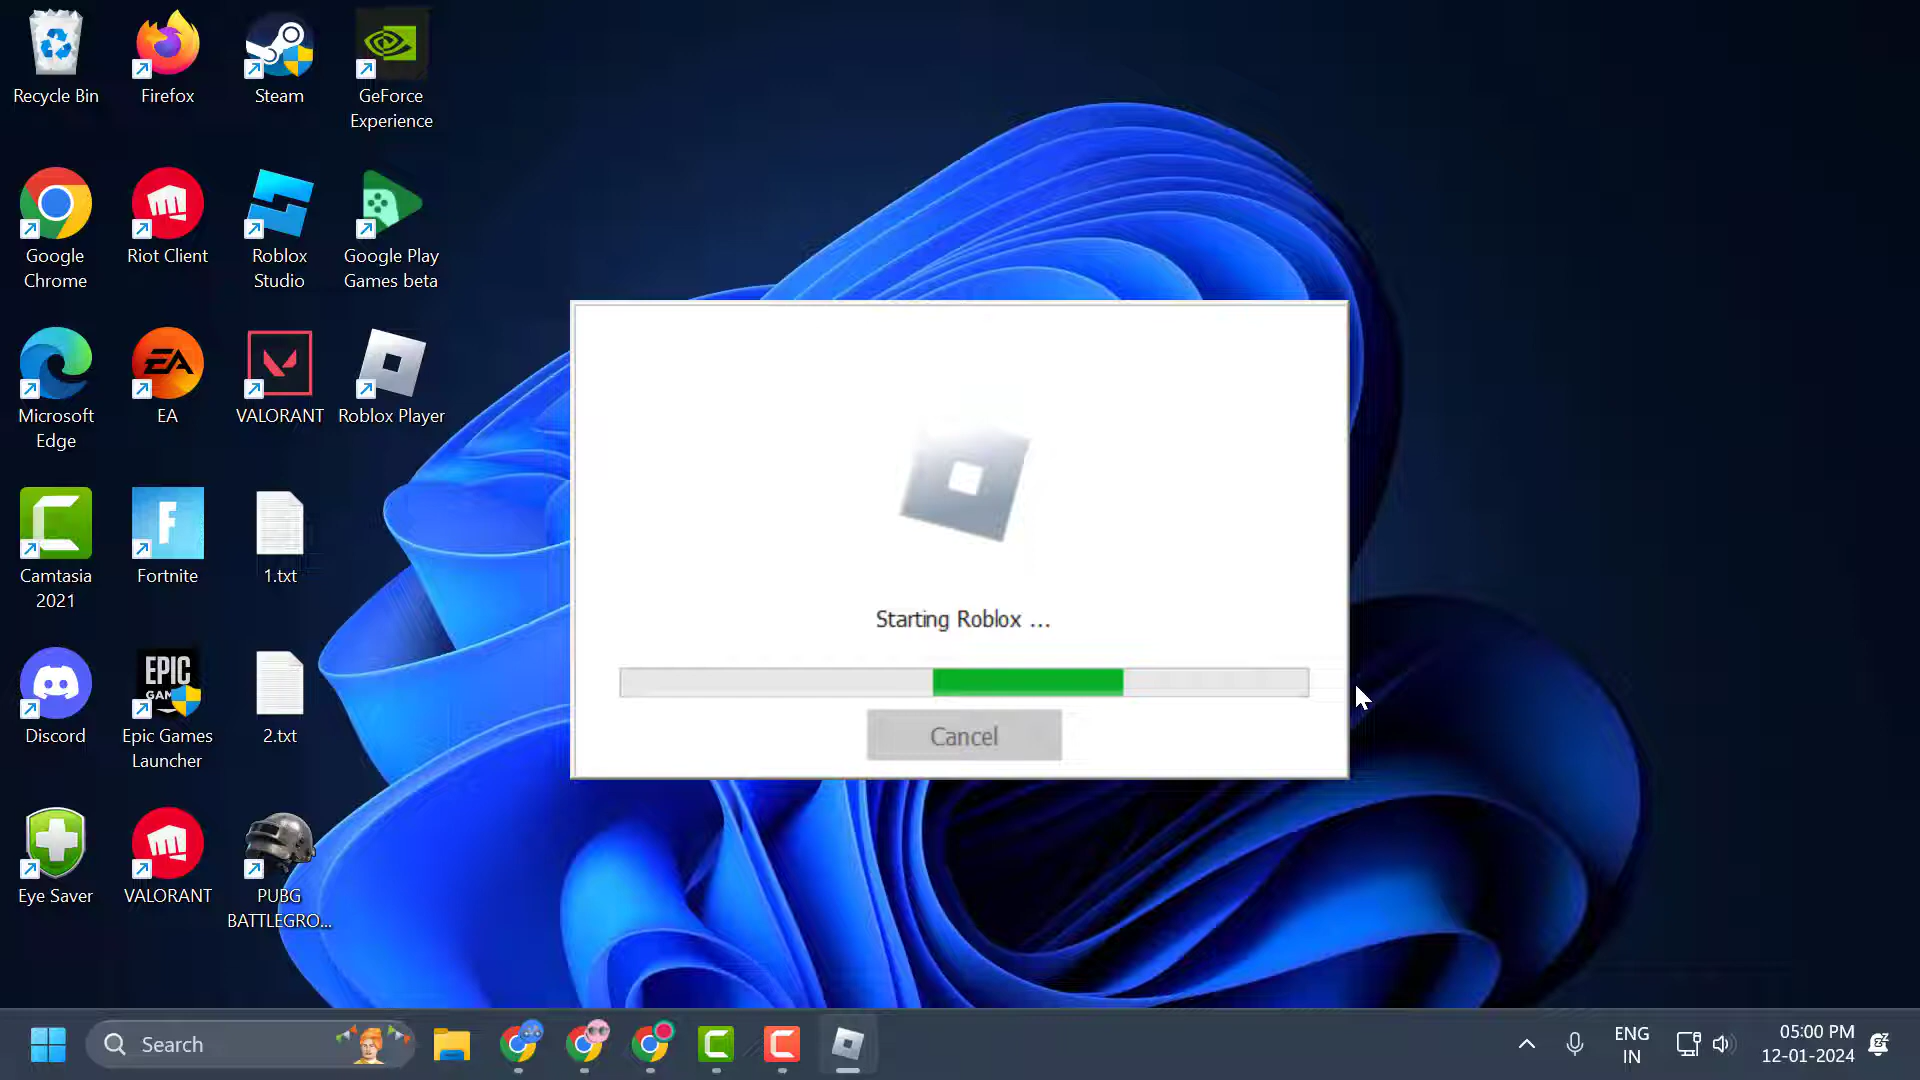 Recycle Bin
Firefox
Steam
GeForce
Experience
Google
Chrome
Riot Client
Roblox
Studio
Google Play
Games beta
Microsoft
Edge
EA
VALORANT
Roblox Player
Camtasia
2021
Fortnite
1.txt
Discord
EPIC
GAM
Epic Games
Launcher
2.txt
Eye Saver
VALORANT
PUBG
BATTLEGRO...
Starting Roblox ...
Cancel
Search
ENG
IN
05:00 PM
12-01-2024